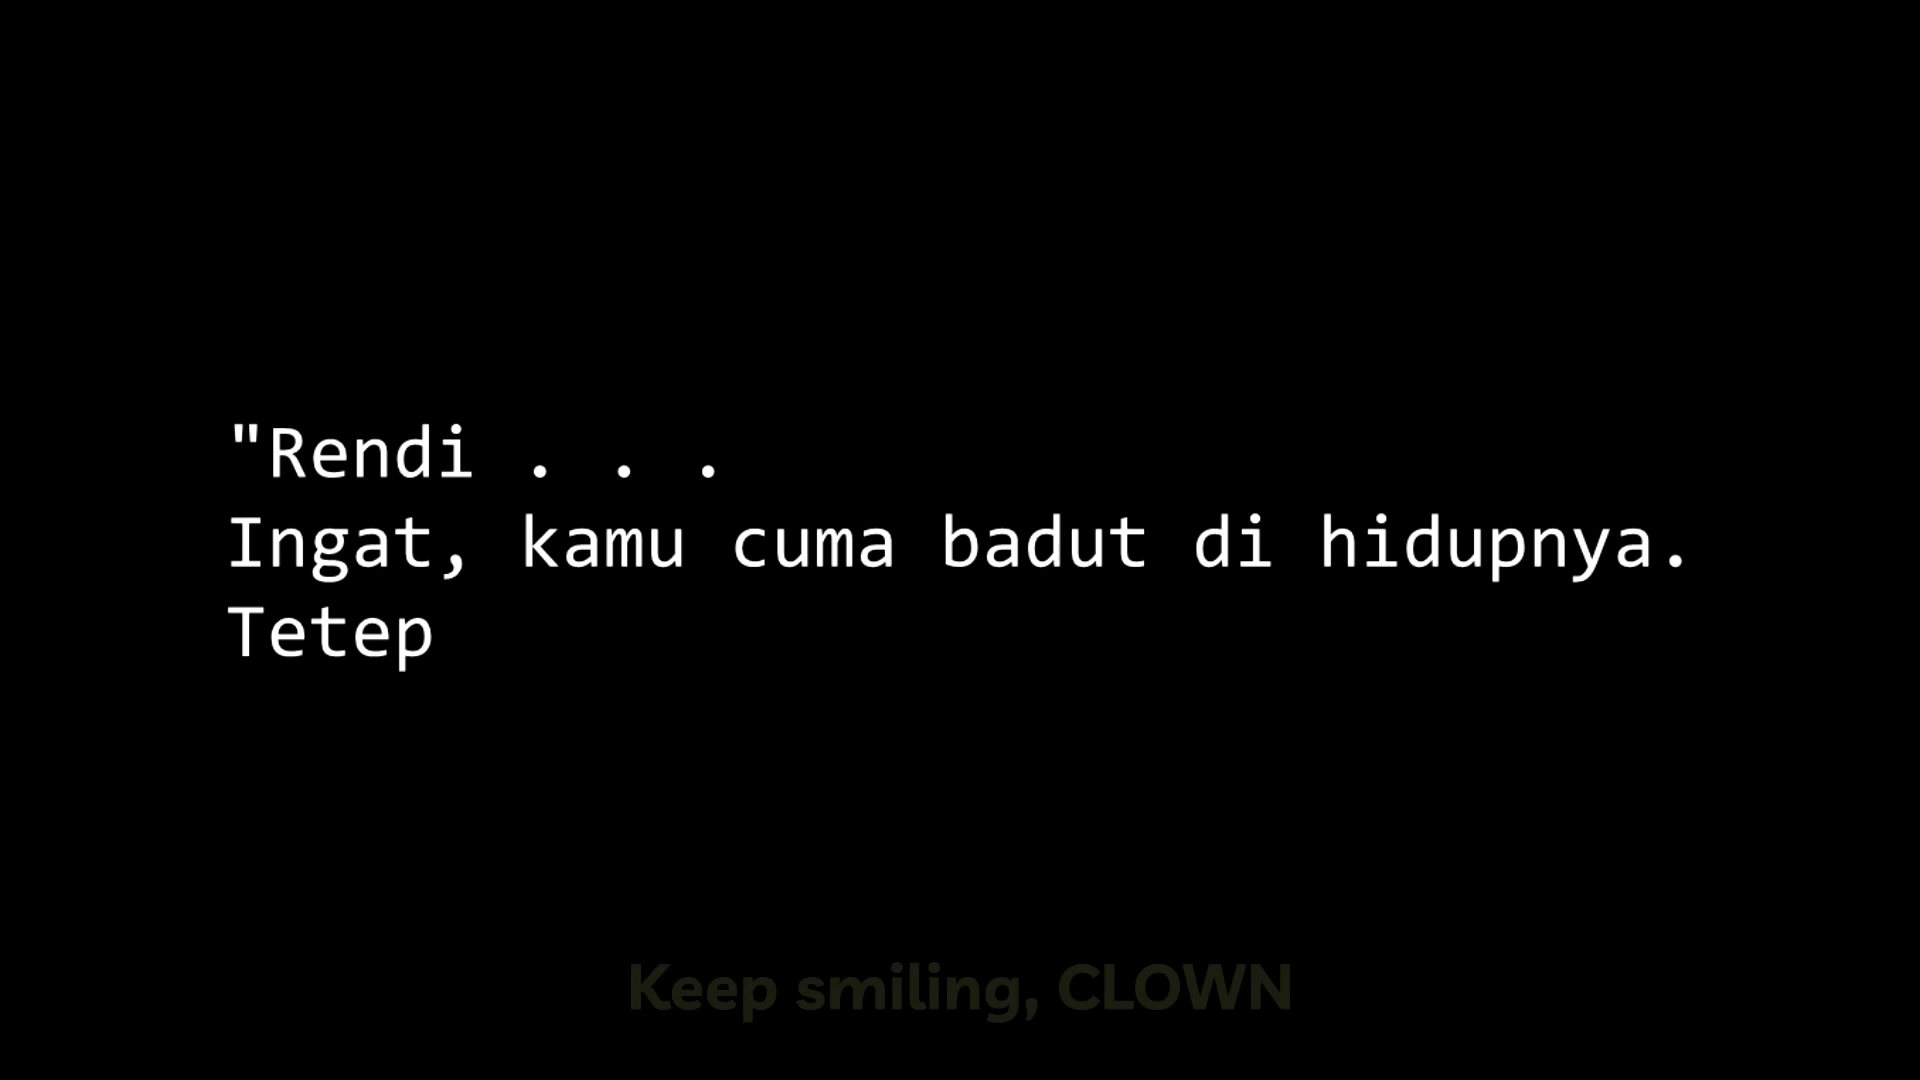 "Rendi . . .
Ingat, kamu cuma badut di hidupnya.
Tetep
Keep smiling, CLOWN